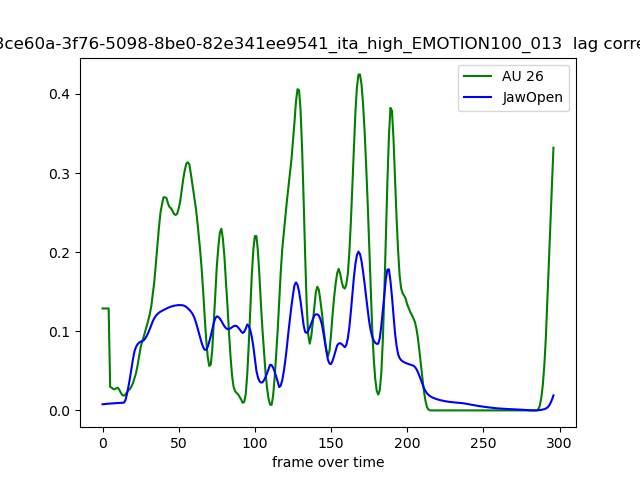 3ce60a-3f76-5098-8be0-82e341ee9541_ita_high_EMOTION100_013 lag corre
AU 26
JawOpen
0.4
0.3
0.2
0.1
0.0
0 50 100 150 200 250 300
frame over time